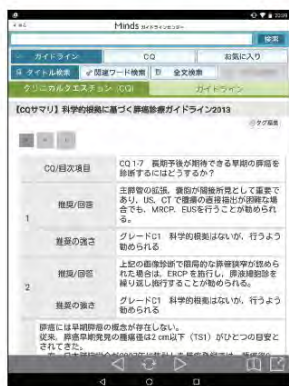 Minds ガイドラインセンター
検索
ガイドライン
CQ
お気に入り
タイトル検索
関連ワード検索
全文検索
クリニカルクエスチョン（CQ）
ガイドライン
【CQサマリ】科学的根拠に基づく膵癌診療ガイドライン2013
CQ/目次項目
CQ1-7 長期予後が期待できる早期の膵癌を
診断するにはどうするか?
1
推奨/回答
主膵管の拡張、嚢胞が間接所見として重要で
あり、US、CTで腫瘍の直接描出が困難な場
合でも、MRCP、EUSを行うことが勧められ
る。
推奨の強さ
グレードC1 科学的根拠はないが、行うよう
勧められる
2
推奨/回答
上記の画像診断で限局的な膵管狭窄が認めら
れた場合は、ERCPを施行し、膵液細胞診を
繰り返し施行することが勧められる。
推奨の強さ
グレードC1 科学的根拠はないが、行うよう
勧められる
膵癌には早期膵癌の概念が存在しない。
従来、膵癌早期発見の腫瘍径は2cm以下（TS1）がひとつの目安と
されてきた。